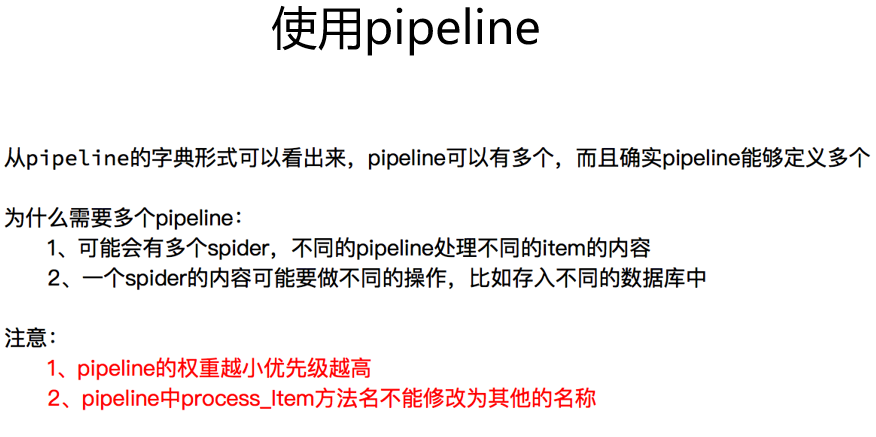 使用pipeline
从pipeline的字典形式可以看出来，pipeline可以有多个，而且确实pipeline能够定义多个
为什么需要多个pipeline：
1、可能会有多个spider，不同的pipeline处理不同的item的内容
2、一个spider的内容可能要做不同的操作，比如存入不同的数据库中
注意：
1、pipeline的权重越小优先级越高
2、pipeline中process_Item方法名不能修改为其他的名称